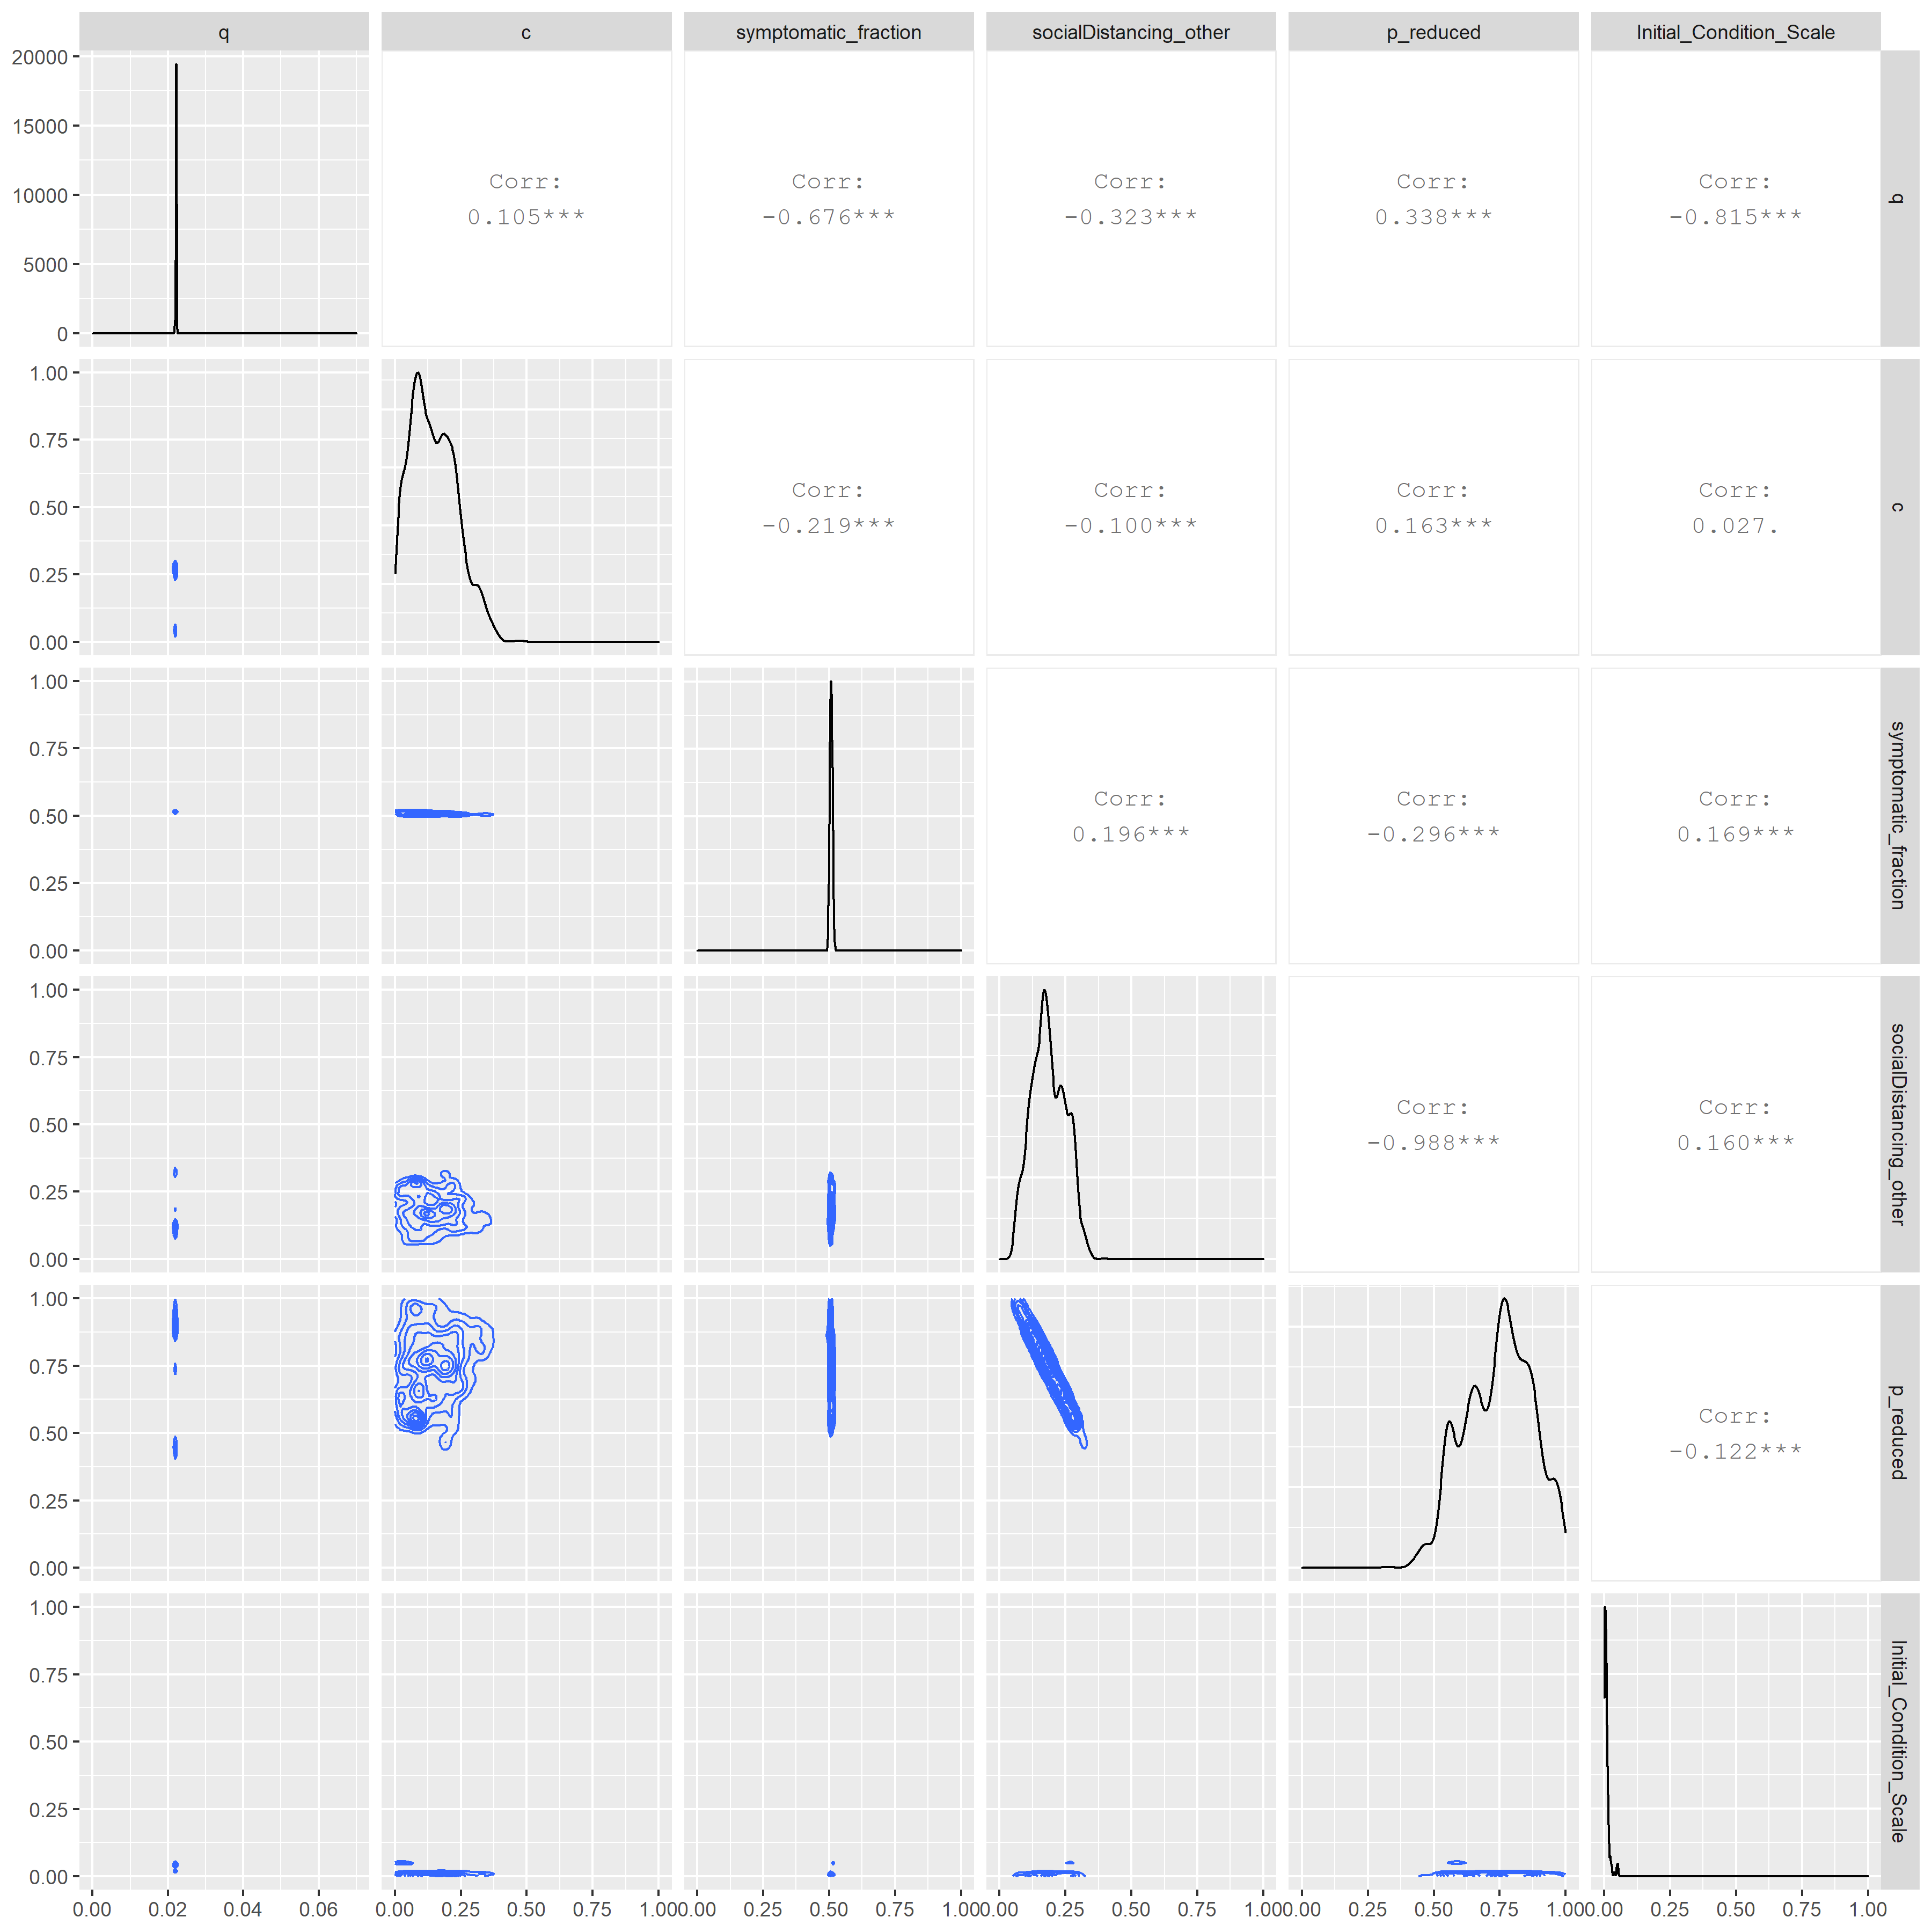 q c symptomatic_fraction socialDistancing_other p_reduced Initial_Condition_Scale
20000
15000
10000
5000
0
Corr:
0.105***
Corr:
-0.676***
Corr:
-0.323***
Corr:
0.338***
Corr:
-0.815***
q
1.00
0.75
0.50
0.25
0.00
Corr:
-0.219***
Corr:
-0.100***
Corr:
0.163***
Corr:
0.027.
c
1.00
0.75
0.50
0.25
0.00
Corr:
0.196***
Corr:
-0.296***
Corr:
0.169***
symptomatic_fraction
1.00
0.75
0.50
0.25
0.00
Corr:
-0.988***
Corr:
0.160***
socialDistancing_other
1.00
0.75
0.50
0.25
0.00
Corr:
-0.122***
p_reduced
1.00
0.75
0.50
0.25
0.00
Initial_Condition_Scale
0.00 0.02 0.04 0.06 0.00 0.25 0.50 0.75 1.00 0.00 0.25 0.50 0.75 1.00 0.00 0.25 0.50 0.75 1.00 0.00 0.25 0.50 0.75 1.00 0.00 0.25 0.50 0.75 1.00